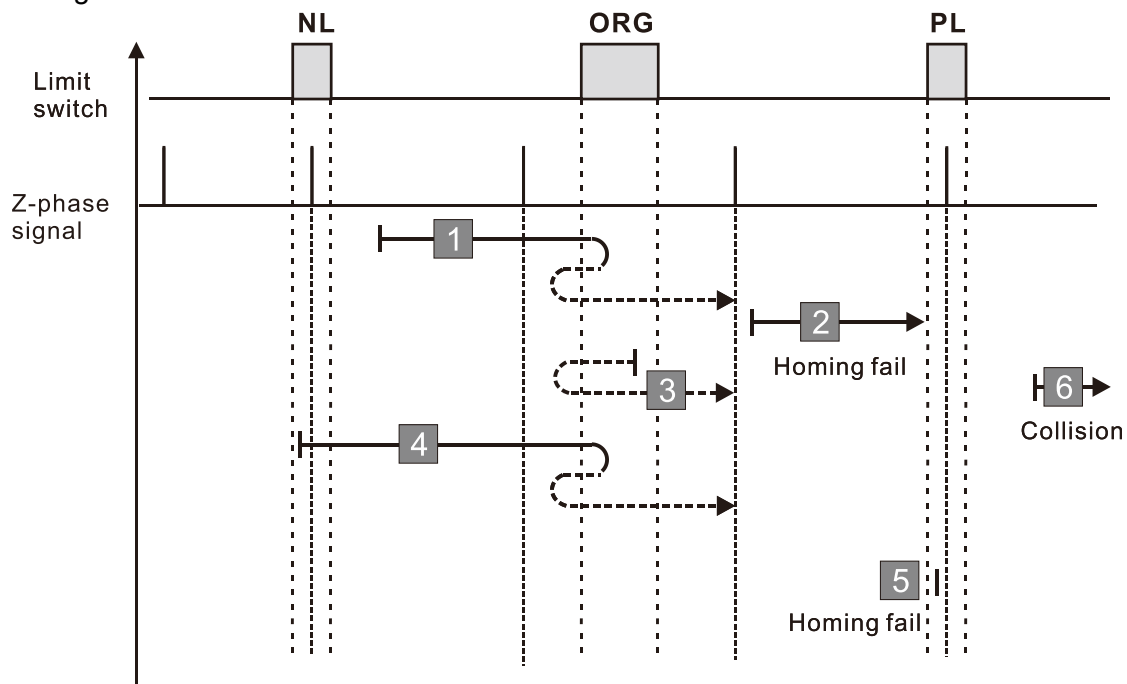 NL ORG PL
Limit
switch
Z-phase
signal
1
2
Homing fail
3
6
Collision
4
5
Homing fail